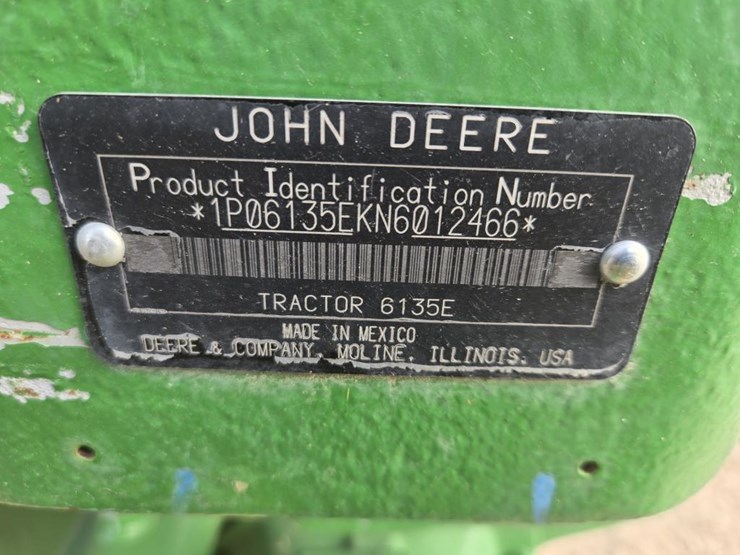 JOHN DEERE
Product Identification Number
*1P06135EKN6012466*
TRACTOR 6135E
MADE IN MEXICO
DEERE & COMPANY, MOLINE, ILLINOIS. USA